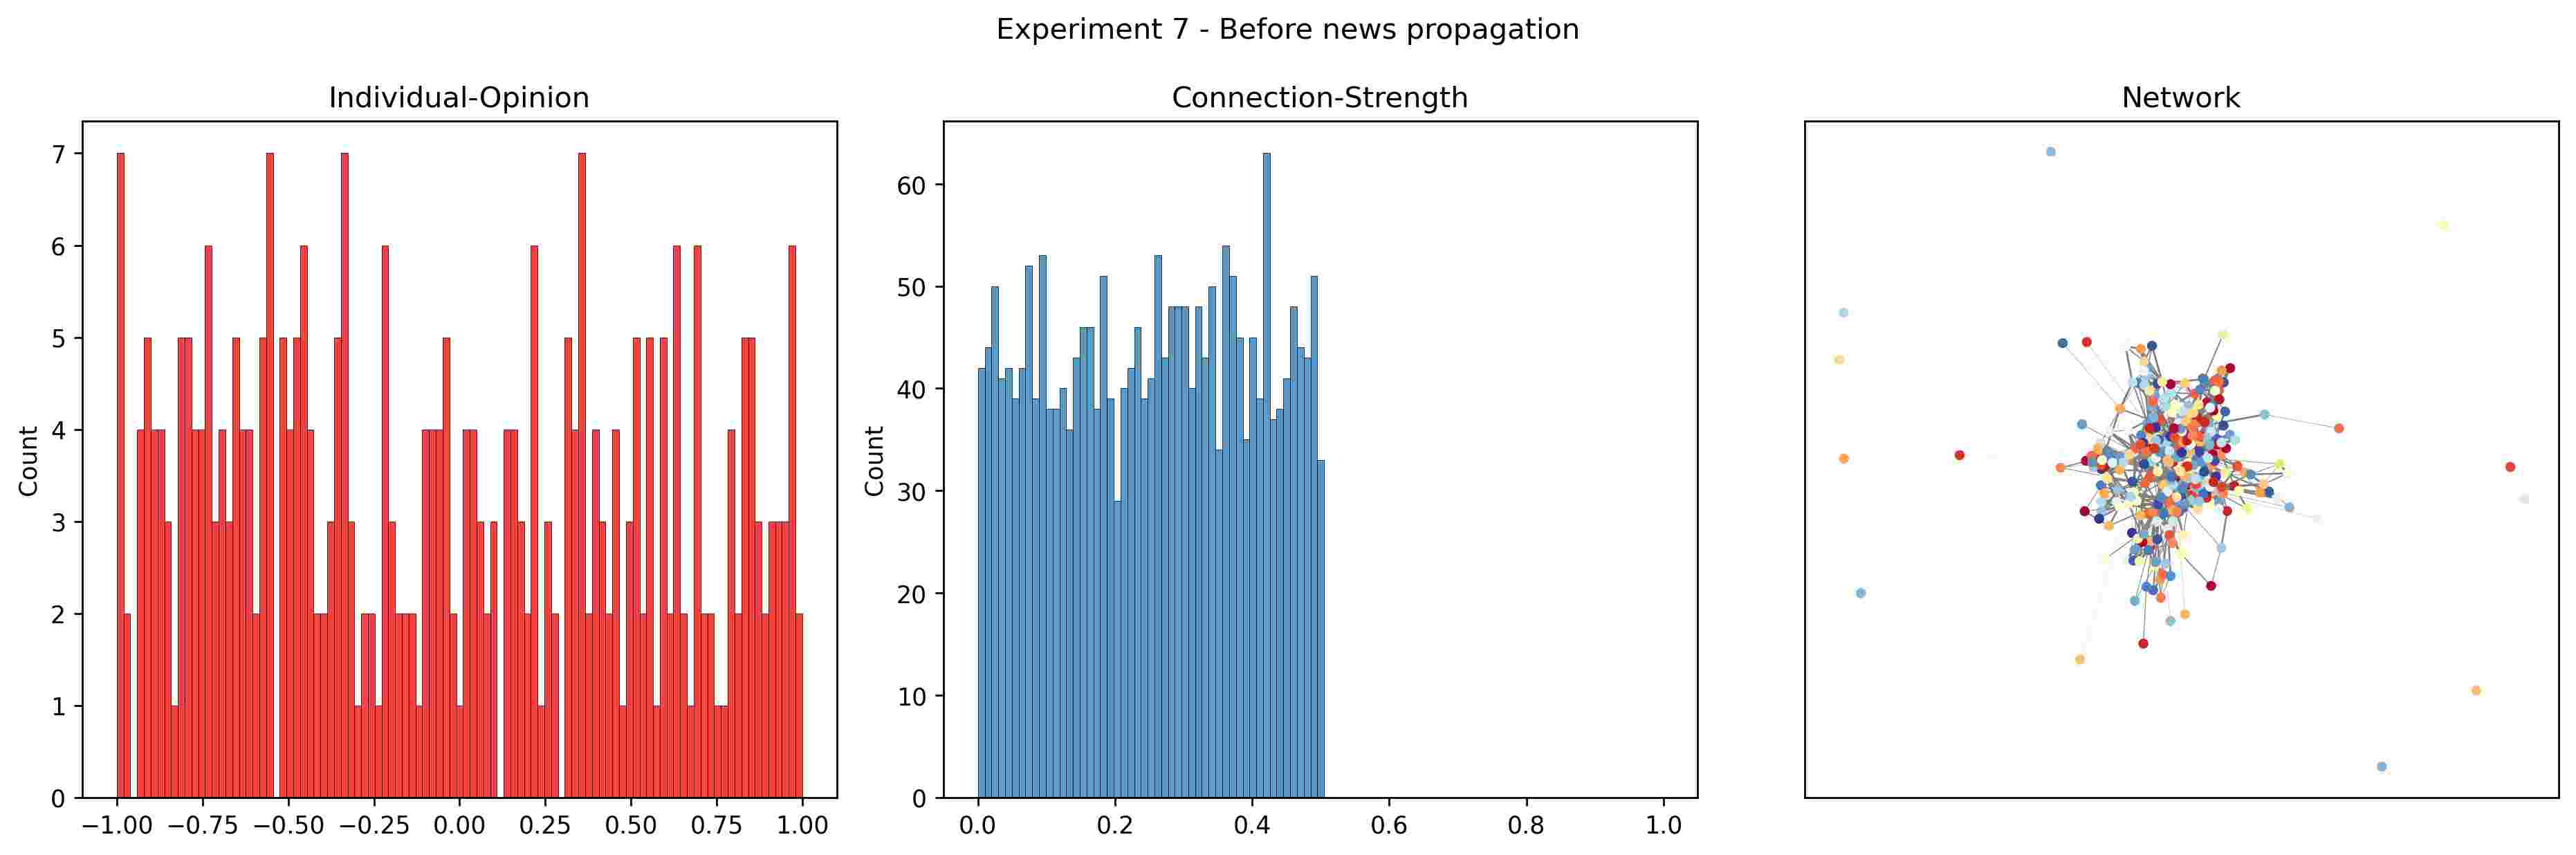 Experiment 7 - Before news propagation
Individual-Opinion
Connection-Strength
Network
Count
7
6
5
4
3
2
1
0
−1.00 −0.75 −0.50 −0.25 0.00 0.25 0.50 0.75 1.00
Count
60
50
40
30
20
10
0
0.0 0.2 0.4 0.6 0.8 1.0